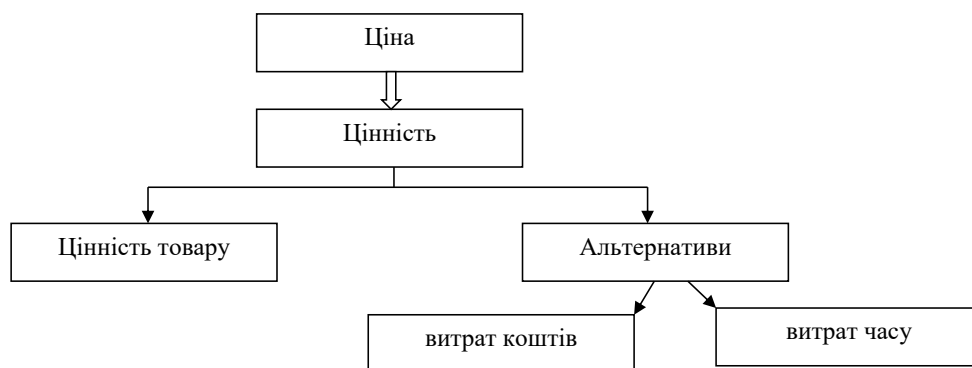 Ціна
Цінність
Цінність товару
Альтернативи
витрат коштів
витрат часу